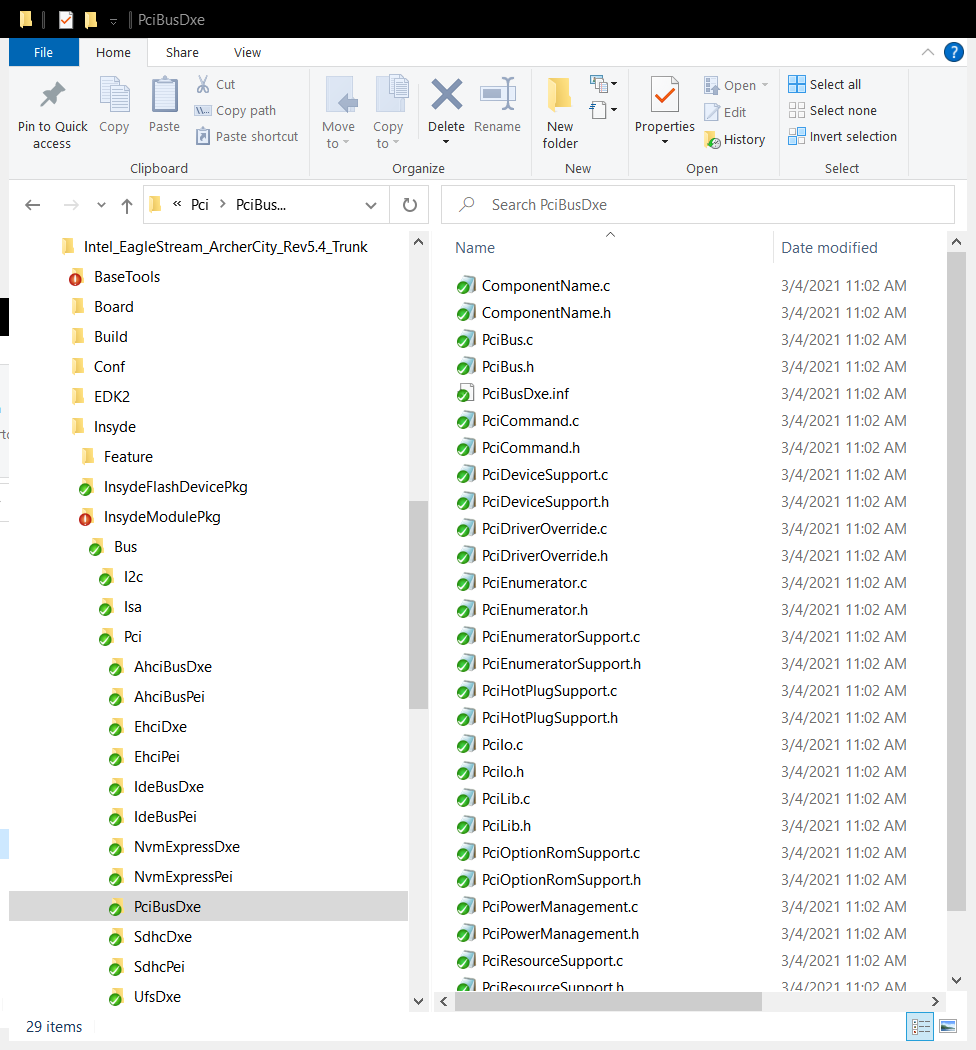 PciBusDxe
File Home Share View
Pin to Quick access
Copy
Paste
Cut
Copy path
Paste shortcut
Clipboard
Move to
Copy to
Delete
Rename
Organize
New folder
New
Properties
Open
Edit
History
Open
Select all
Select none
Invert selection
Select
« Pci > PciBus...
Search PciBusDxe
Intel_EagleStream_ArcherCity_Rev5.4_Trunk
BaseTools
Board
Build
Conf
EDK2
Insyde
Feature
InsydeFlashDevicePkg
InsydeModulePkg
Bus
I2c
Isa
Pci
AhciBusDxe
AhciBusPei
EhciDxe
EhciPei
IdeBusDxe
IdeBusPei
NvmExpressDxe
NvmExpressPei
PciBusDxe
SdhcDxe
SdhcPei
UfsDxe
Name Date modified
ComponentName.c 3/4/2021 11:02 AM
ComponentName.h 3/4/2021 11:02 AM
PciBus.c 3/4/2021 11:02 AM
PciBus.h 3/4/2021 11:02 AM
PciBusDxe.inf 3/4/2021 11:02 AM
PciCommand.c 3/4/2021 11:02 AM
PciCommand.h 3/4/2021 11:02 AM
PciDeviceSupport.c 3/4/2021 11:02 AM
PciDeviceSupport.h 3/4/2021 11:02 AM
PciDriverOverride.c 3/4/2021 11:02 AM
PciDriverOverride.h 3/4/2021 11:02 AM
PciEnumerator.c 3/4/2021 11:02 AM
PciEnumerator.h 3/4/2021 11:02 AM
PciEnumeratorSupport.c 3/4/2021 11:02 AM
PciEnumeratorSupport.h 3/4/2021 11:02 AM
PciHotPlugSupport.c 3/4/2021 11:02 AM
PciHotPlugSupport.h 3/4/2021 11:02 AM
PciIo.c 3/4/2021 11:02 AM
PciIo.h 3/4/2021 11:02 AM
PciLib.c 3/4/2021 11:02 AM
PciLib.h 3/4/2021 11:02 AM
PciOptionRomSupport.c 3/4/2021 11:02 AM
PciOptionRomSupport.h 3/4/2021 11:02 AM
PciPowerManagement.c 3/4/2021 11:02 AM
PciPowerManagement.h 3/4/2021 11:02 AM
PciResourceSupport.c 3/4/2021 11:02 AM
PciResourceSupport.h 3/4/2021 11:02 AM
29 items